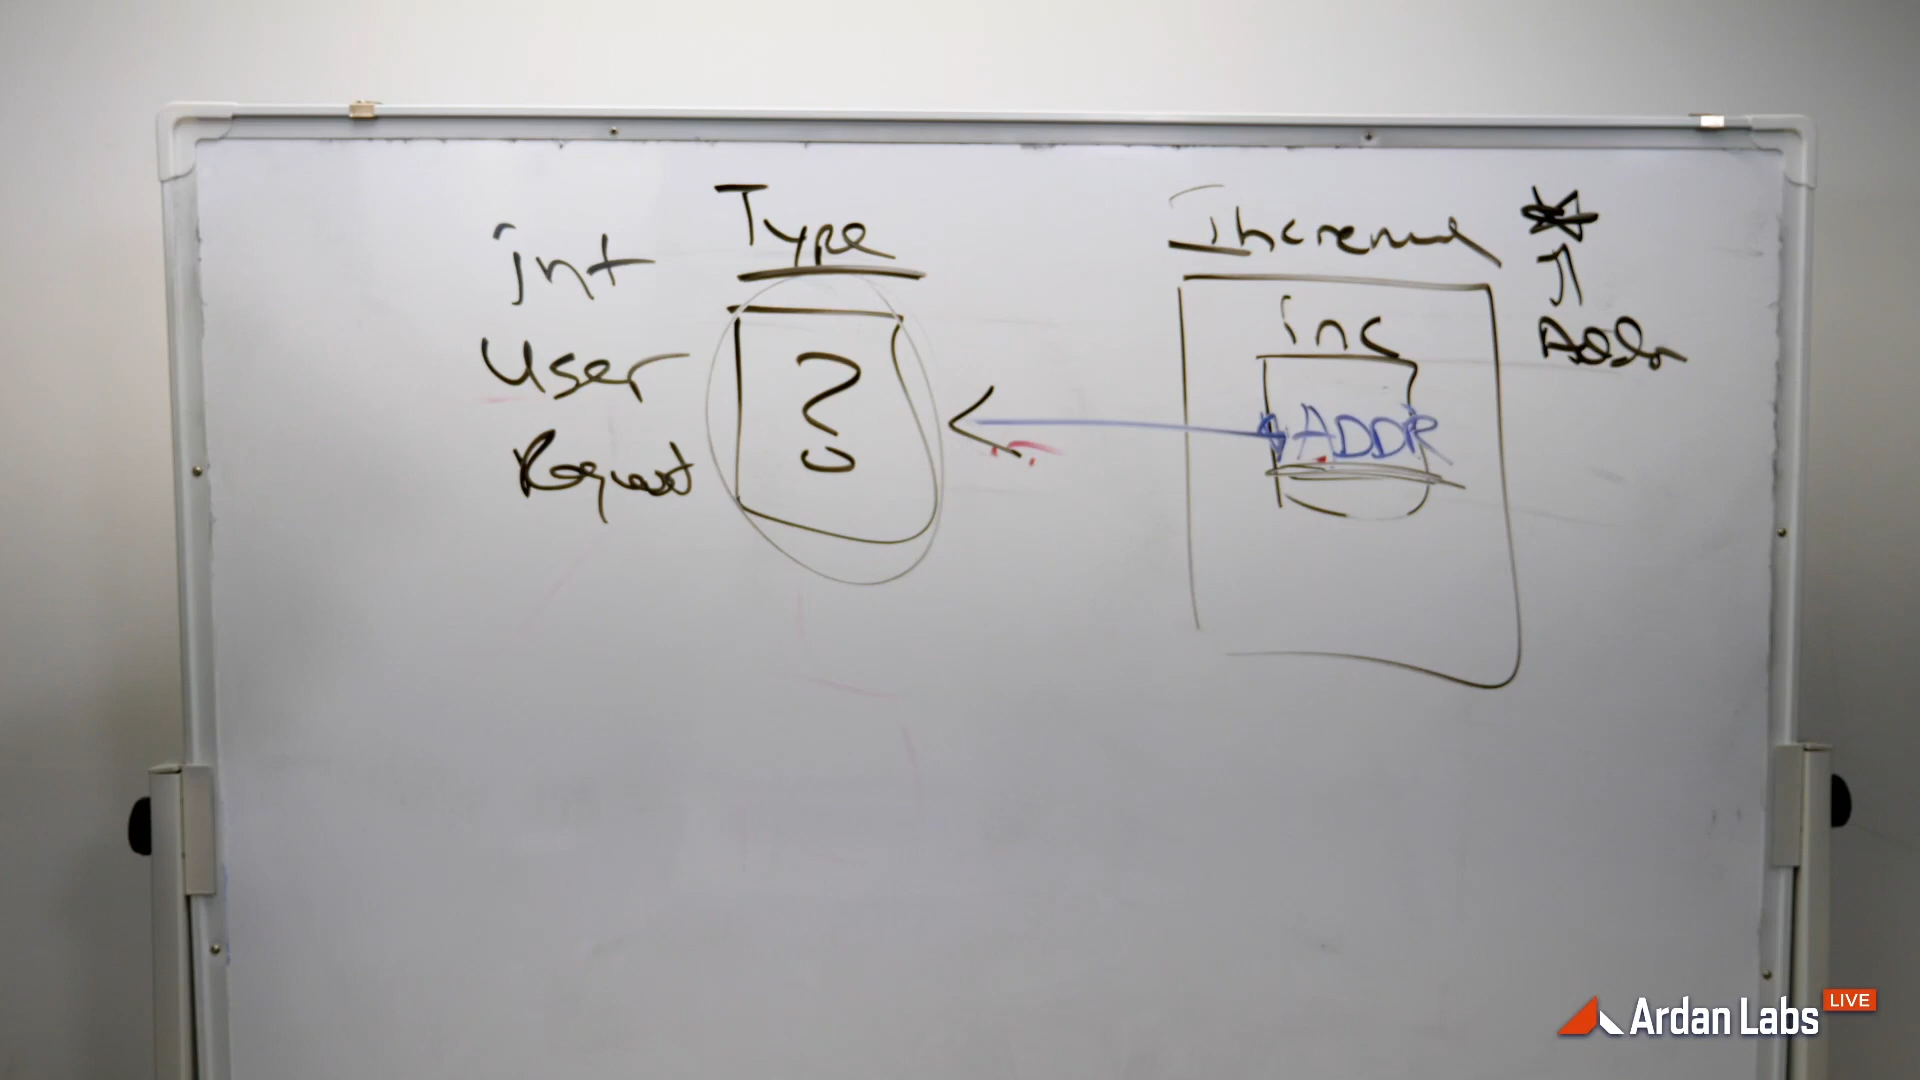 Type
int
User
Request
?
Increment
inc
ADDR
*
Ardan Labs LIVE